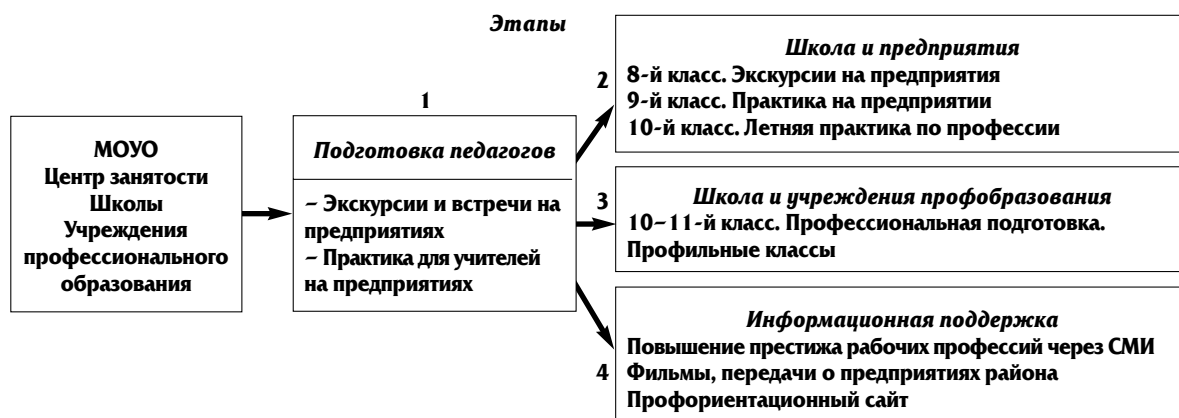 Этапы
МОУО
Центр занятости
Школы
Учреждения
профессионального
образования
1
Подготовка педагогов
– Экскурсии и встречи на
предприятиях
– Практика для учителей
на предприятиях
2
Школа и предприятия
8-й класс. Экскурсии на предприятия
9-й класс. Практика на предприятии
10-й класс. Летняя практика по профессии
3
Школа и учреждения профобразования
10–11-й класс. Профессиональная подготовка.
Профильные классы
4
Информационная поддержка
Повышение престижа рабочих профессий через СМИ
Фильмы, передачи о предприятиях района
Профориентационный сайт